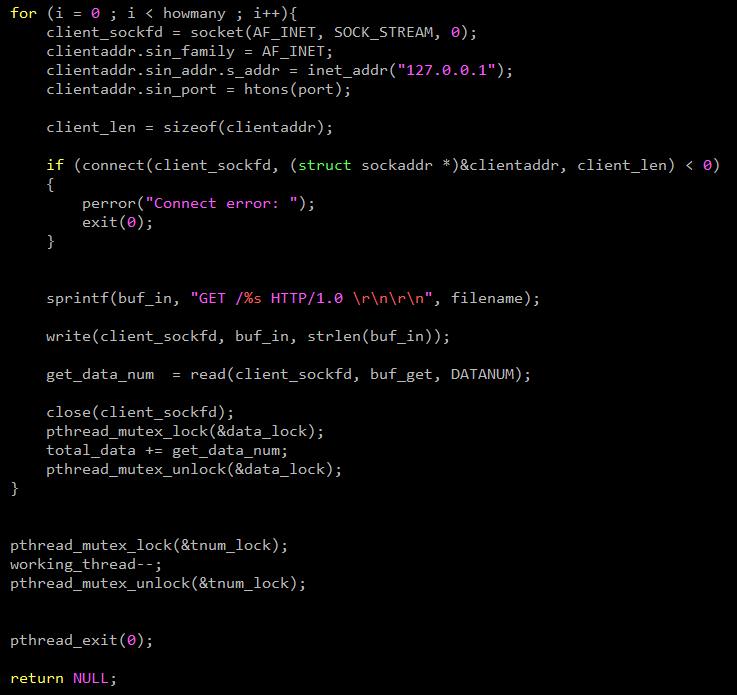 for (i = 0 ; i < howmany ; i++){
    client_sockfd = socket(AF_INET, SOCK_STREAM, 0);
    clientaddr.sin_family = AF_INET;
    clientaddr.sin_addr.s_addr = inet_addr("127.0.0.1");
    clientaddr.sin_port = htons(port);

    client_len = sizeof(clientaddr);

    if (connect(client_sockfd, (struct sockaddr *)&clientaddr, client_len) < 0)
    {
        perror("Connect error: ");
        exit(0);
    }


    sprintf(buf_in, "GET /%s HTTP/1.0 \r\n\r\n", filename);

    write(client_sockfd, buf_in, strlen(buf_in));

    get_data_num  = read(client_sockfd, buf_get, DATANUM);

    close(client_sockfd);
    pthread_mutex_lock(&data_lock);
    total_data += get_data_num;
    pthread_mutex_unlock(&data_lock);
}


pthread_mutex_lock(&tnum_lock);
working_thread--;
pthread_mutex_unlock(&tnum_lock);


pthread_exit(0);

return NULL;